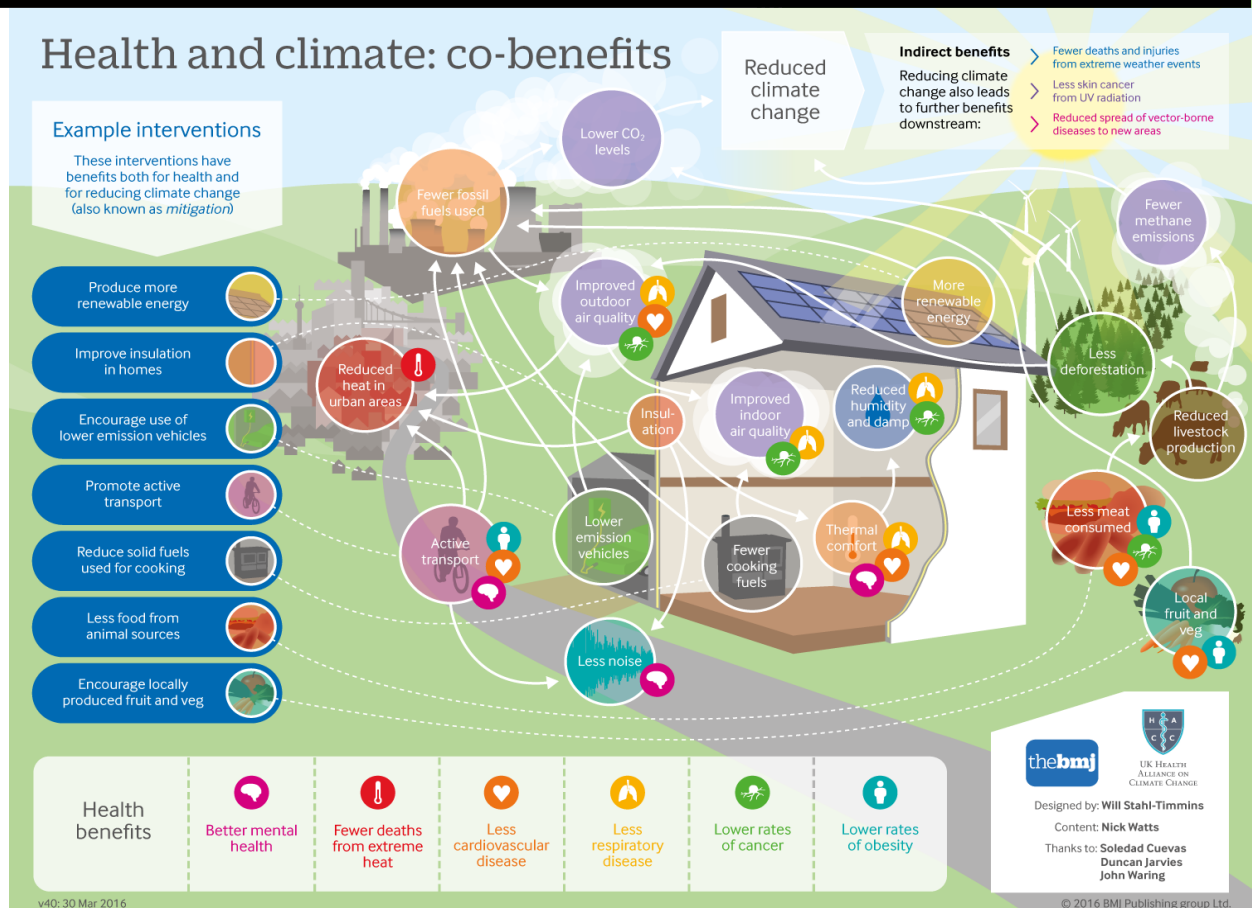 Health and climate: co-benefits
Reduced
climate
change
Indirect benefits
Reducing climate
change also leads
to further benefits
downstream:
Fewer deaths and injuries
from extreme weather events
Less skin cancer
from UV radiation
Reduced spread of vector-borne
diseases to new areas
Example interventions
These interventions have
benefits both for health and
for reducing climate change
(also known as mitigation)
Produce more
renewable energy
Improve insulation
in homes
Encourage use of
lower emission vehicles
Promote active
transport
Reduce solid fuels
used for cooking
Less food from
animal sources
Encourage locally
produced fruit and veg
Lower CO₂
levels
Fewer fossil
fuels used
Fewer
methane
emissions
Improved
outdoor
air quality
More
renewable
energy
Less
deforestation
Reduced
heat in
urban areas
Insul-
ation
Improved
indoor
air quality
Reduced
humidity
and damp
Reduced
livestock
production
Active
transport
Lower
emission
vehicles
Fewer
cooking
fuels
Thermal
comfort
Less meat
consumed
Local
fruit and
veg
Less noise
Health
benefits
Better mental
health
Fewer deaths
from extreme
heat
Less
cardiovascular
disease
Less
respiratory
disease
Lower rates
of cancer
Lower rates
of obesity
thebmj
H A
C C
UK Health
Alliance on
Climate Change
Designed by: Will Stahl-Timmins
Content: Nick Watts
Thanks to: Soledad Cuevas
Duncan Jarvies
John Waring
v40: 30 Mar 2016
© 2016 BMJ Publishing group Ltd.